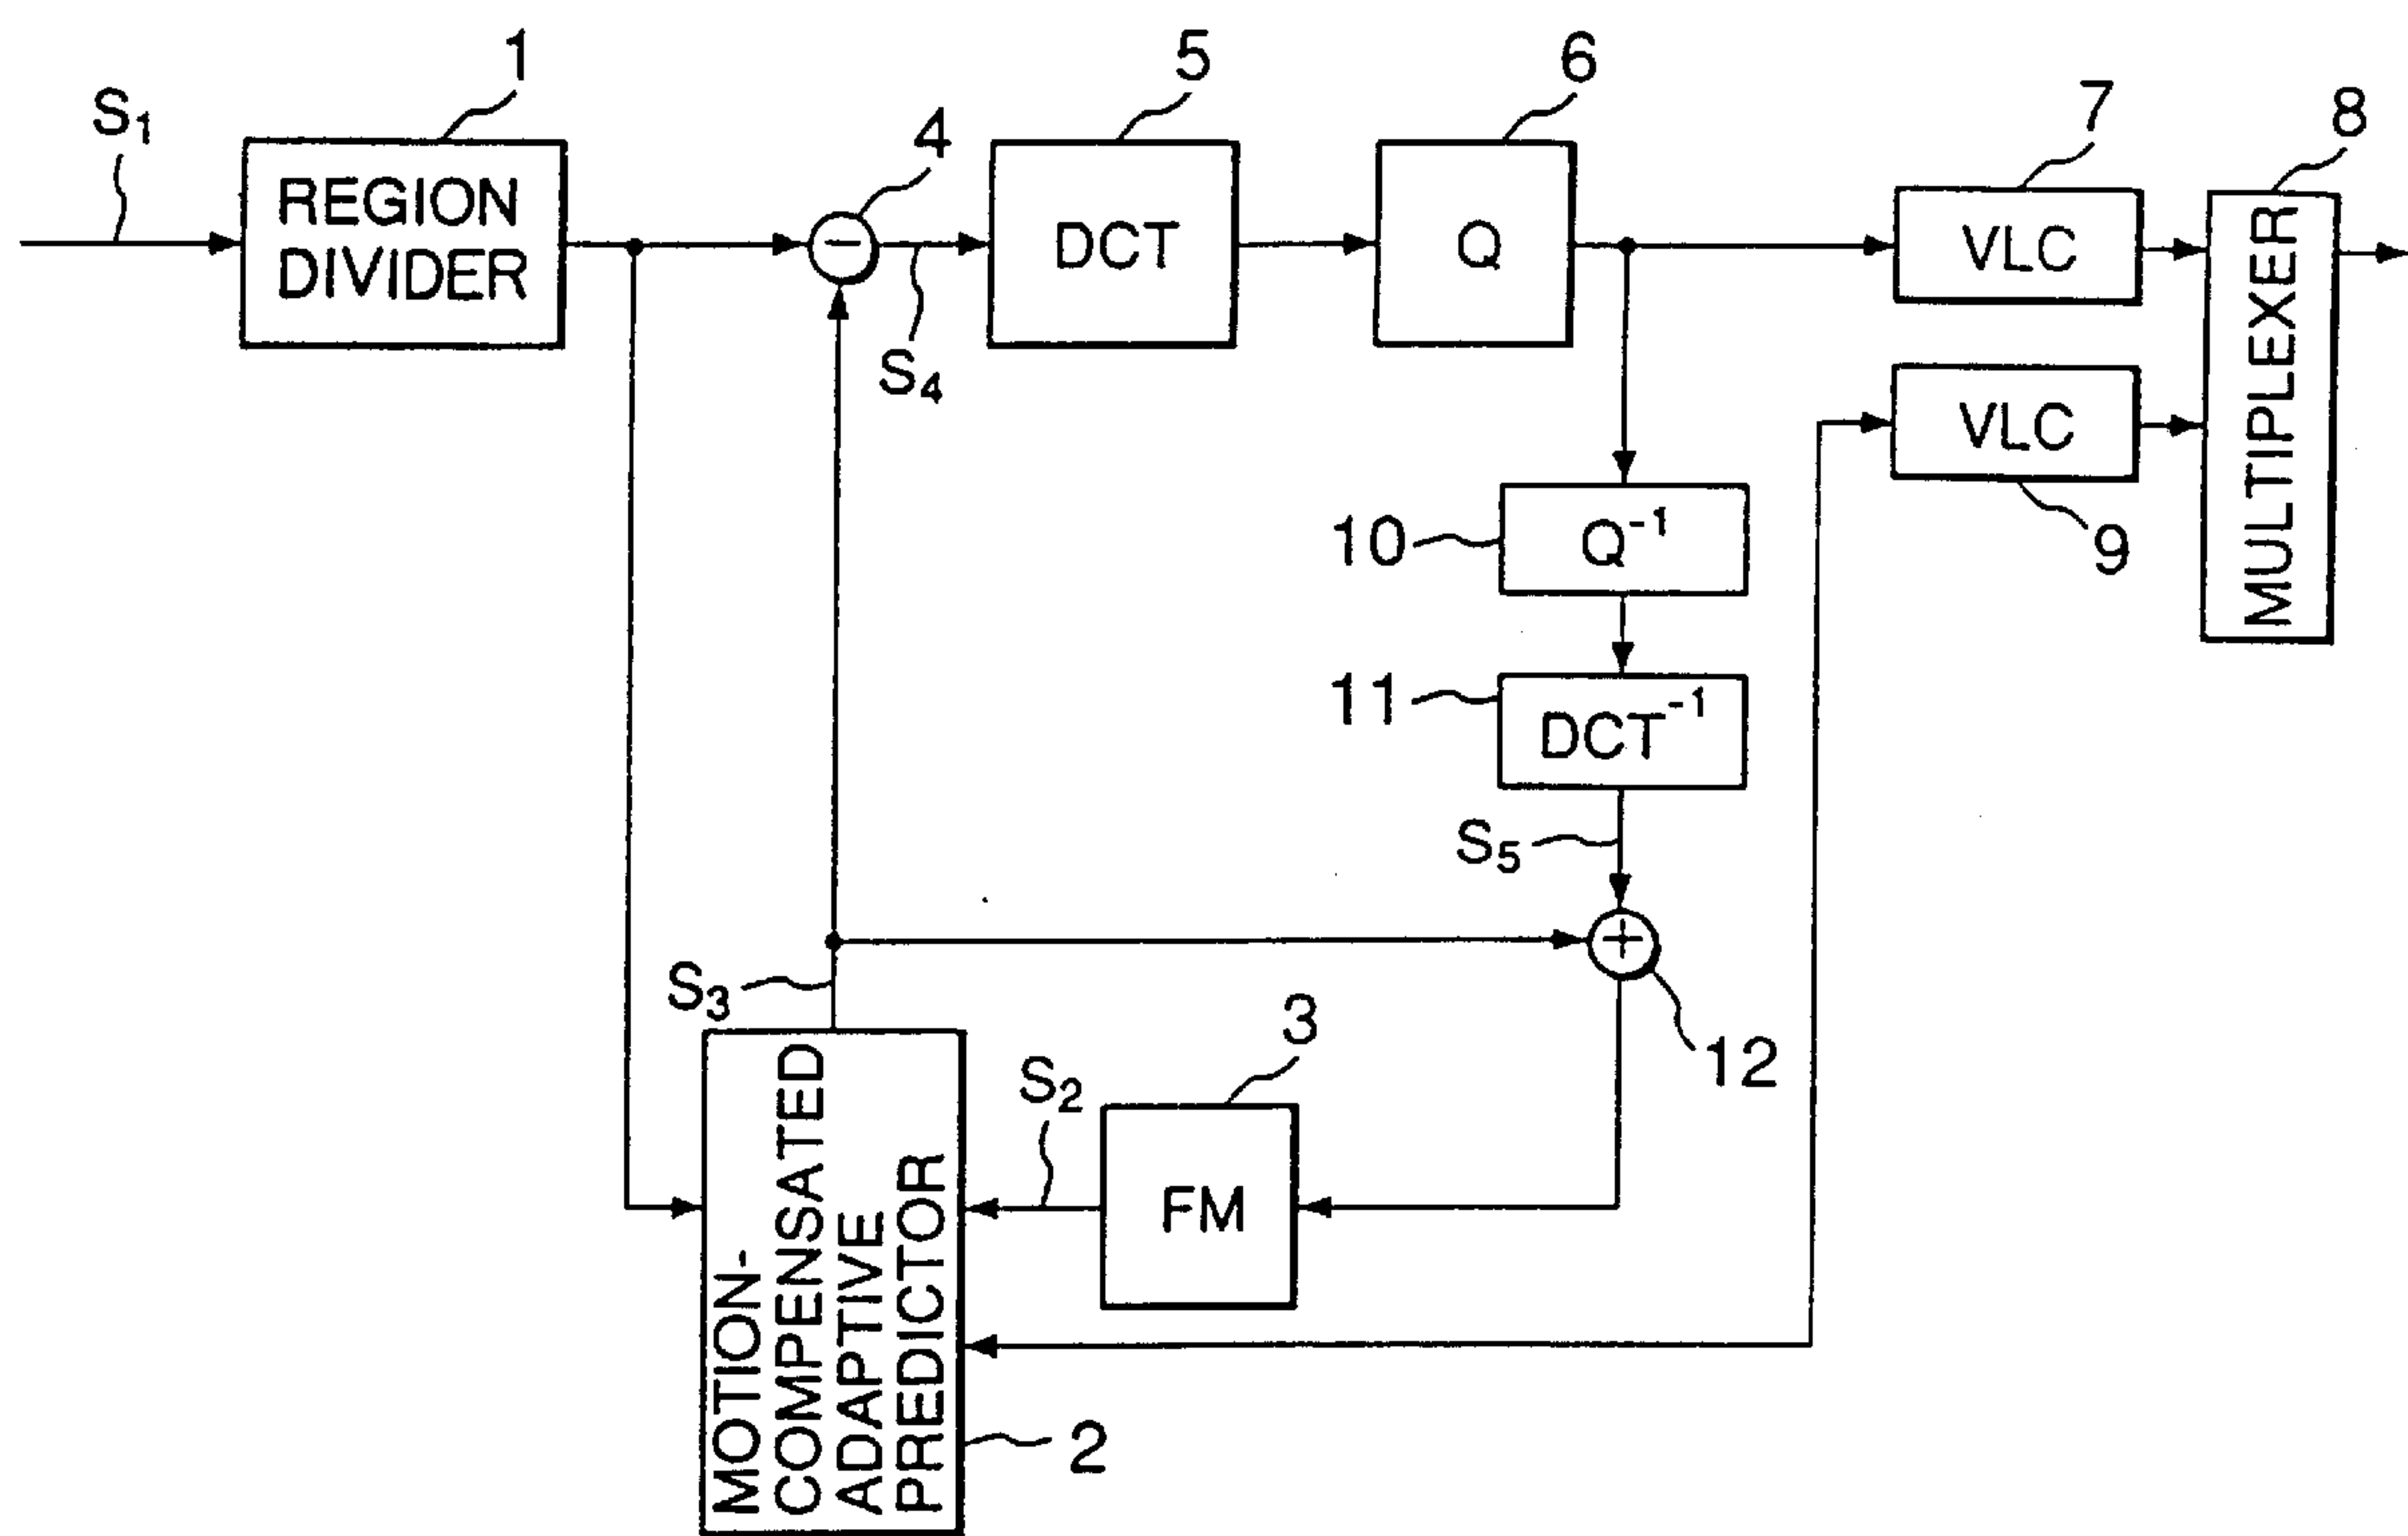 1
5
6
7
8
S1
4
REGION
DIVIDER
DCT
Q
VLC
MULTIPLEXER
S4
VLC
9
10
Q-1
11
DCT-1
S5
S3
12
3
S2
FM
MOTION-
COMPENSATED
ADAPTIVE
PREDICTOR
2